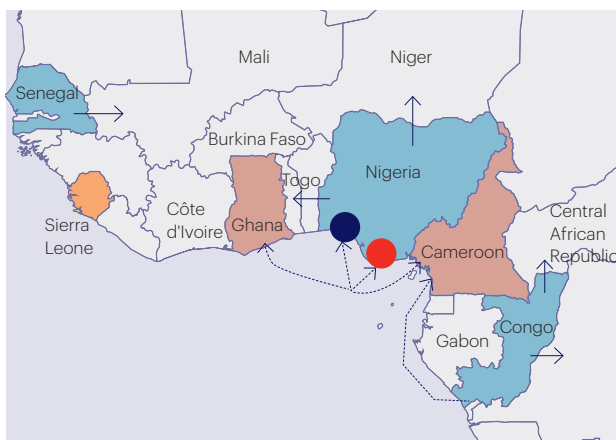 Mali
Niger
Senegal
Burkina Faso
Togo
Nigeria
Sierra
Leone
Côte
d'Ivoire
Ghana
Cameroon
Central
African
Republic
Gabon
Congo